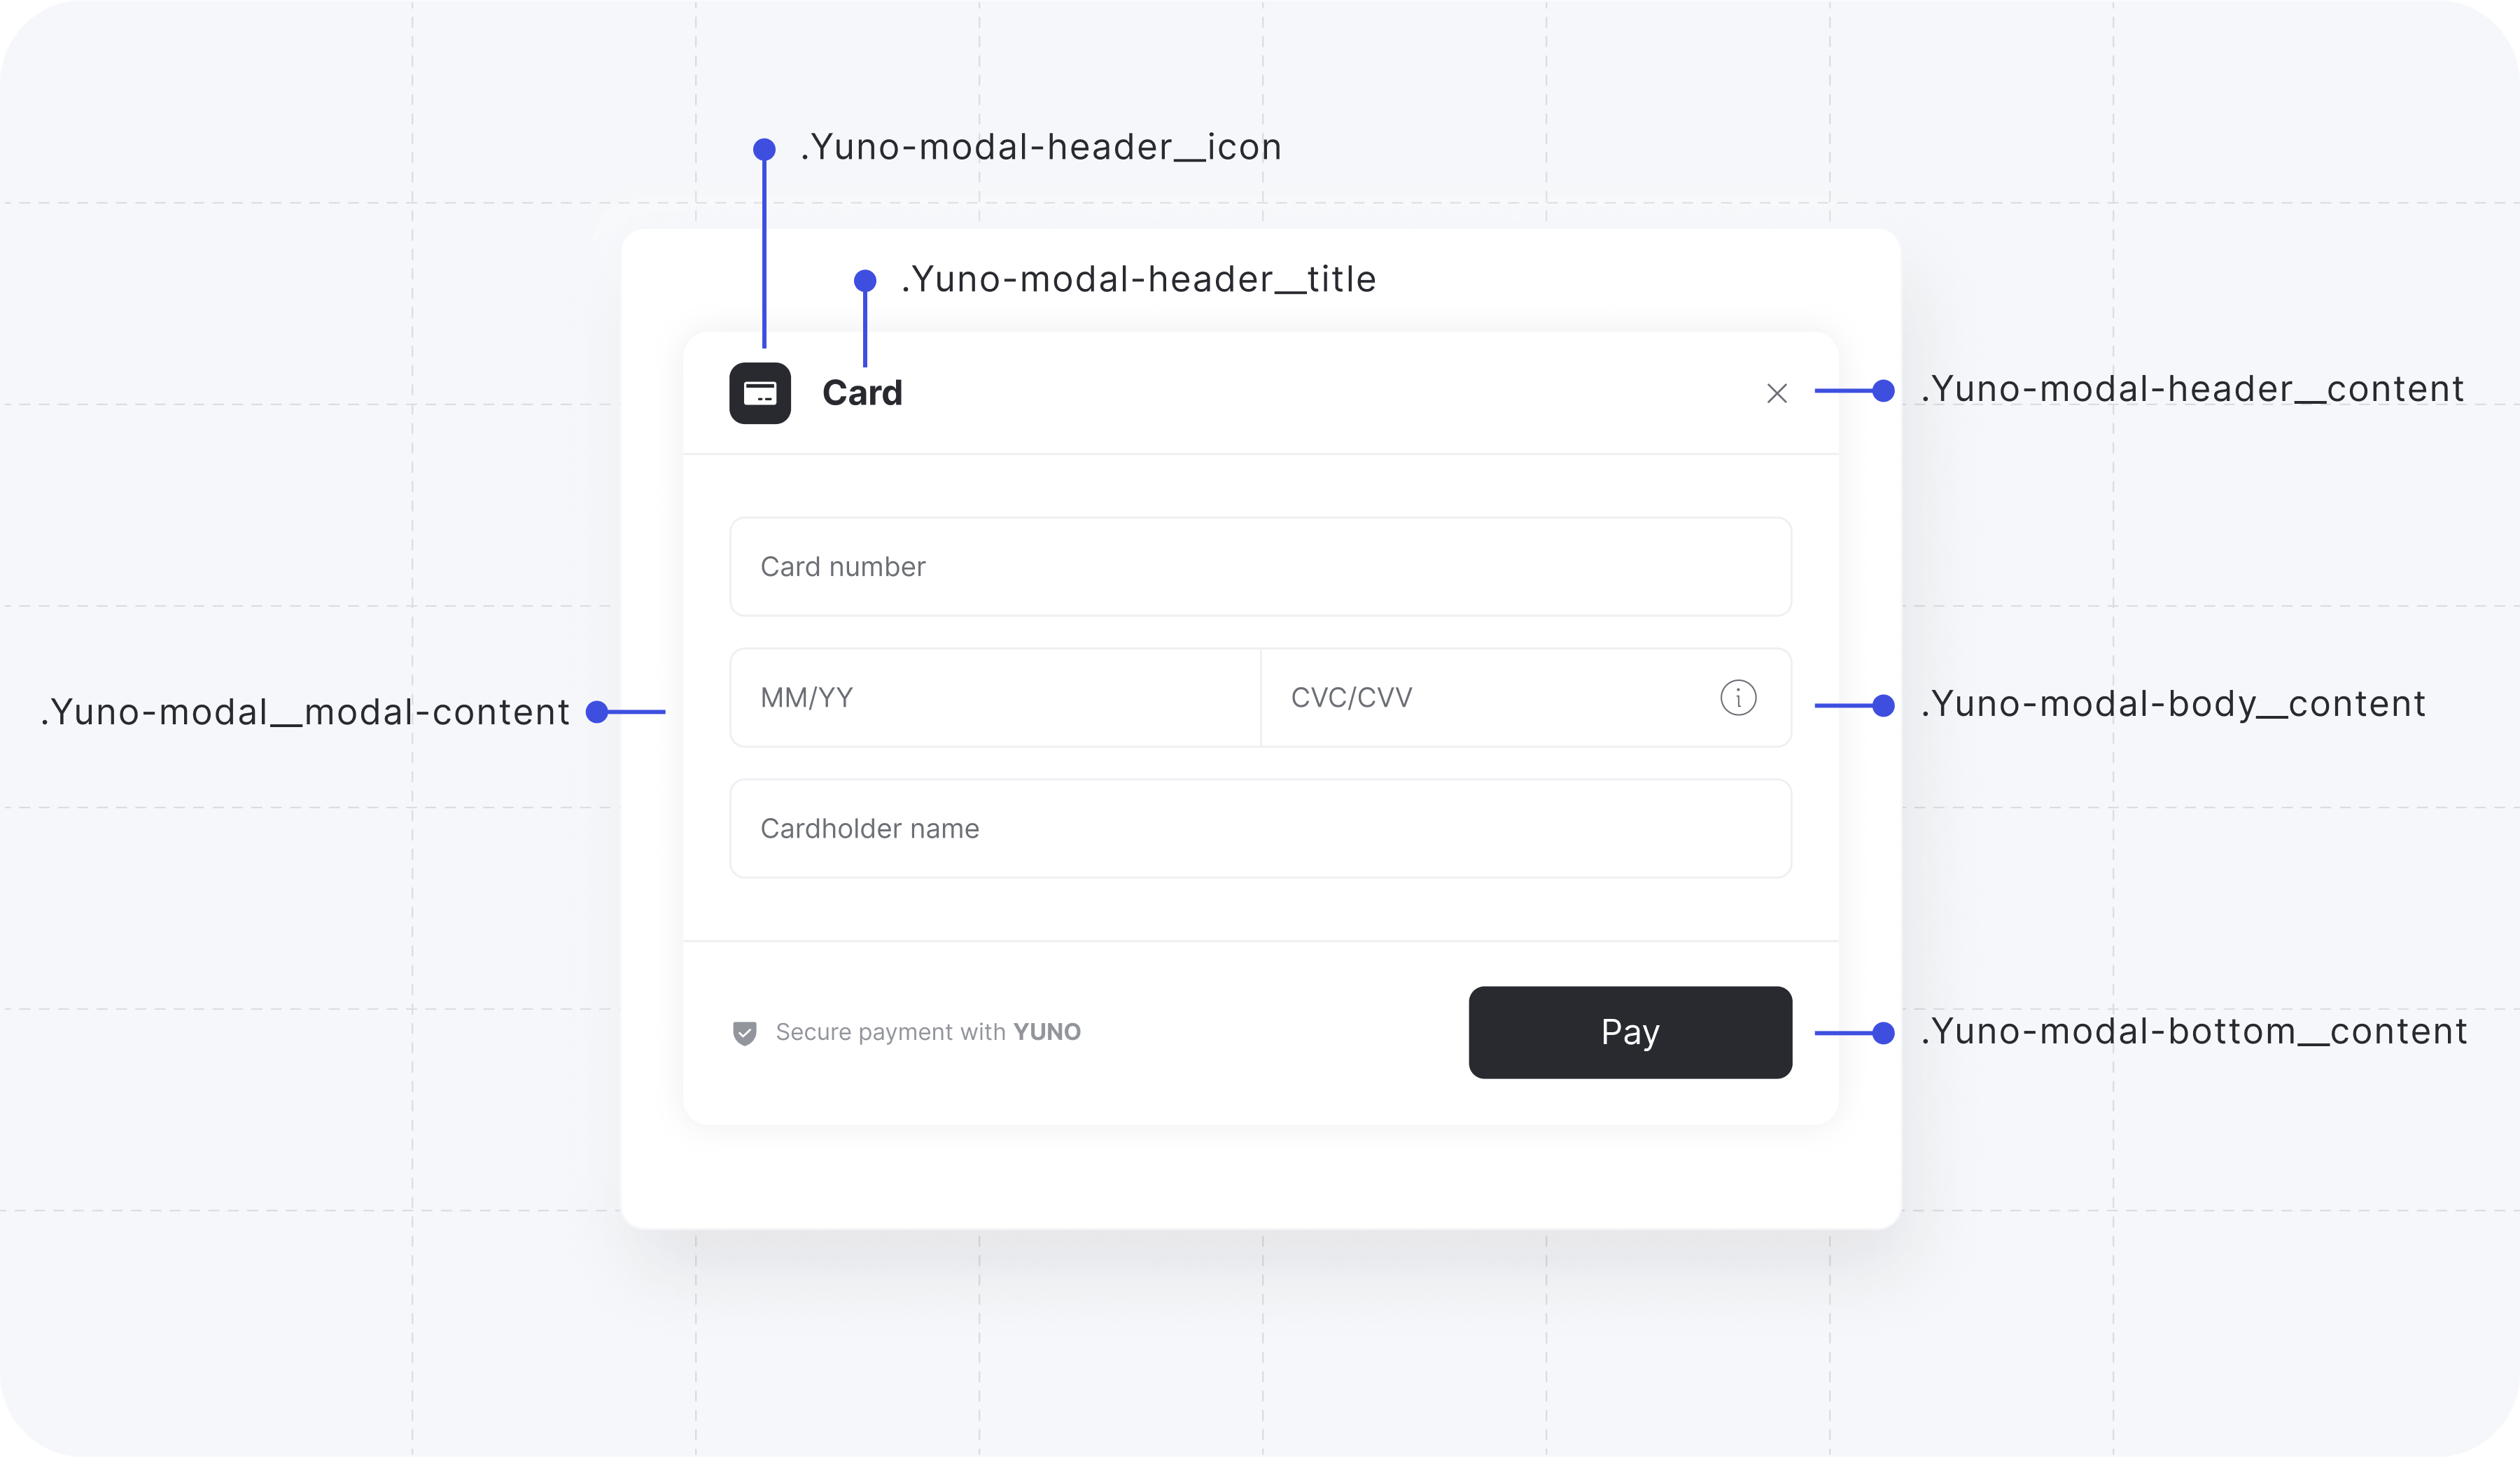 .Yuno-modal-header__icon
.Yuno-modal-header__title
Card
.Yuno-modal-header__content
Card number
MM/YY
CVC/CVV
i
.Yuno-modal__modal-content
.Yuno-modal-body__content
Cardholder name
Secure payment with YUNO
Pay
.Yuno-modal-bottom__content